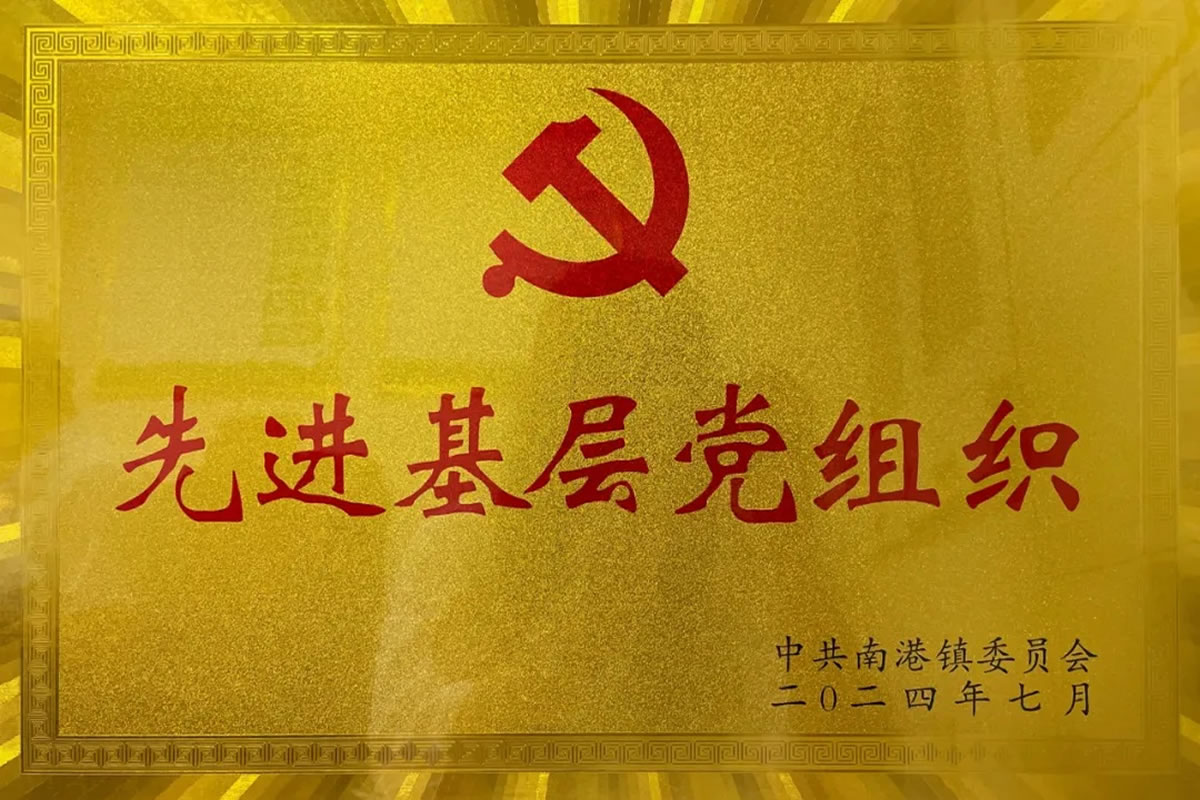 先进基层党组织
中共南港镇委员会
二〇二四年七月